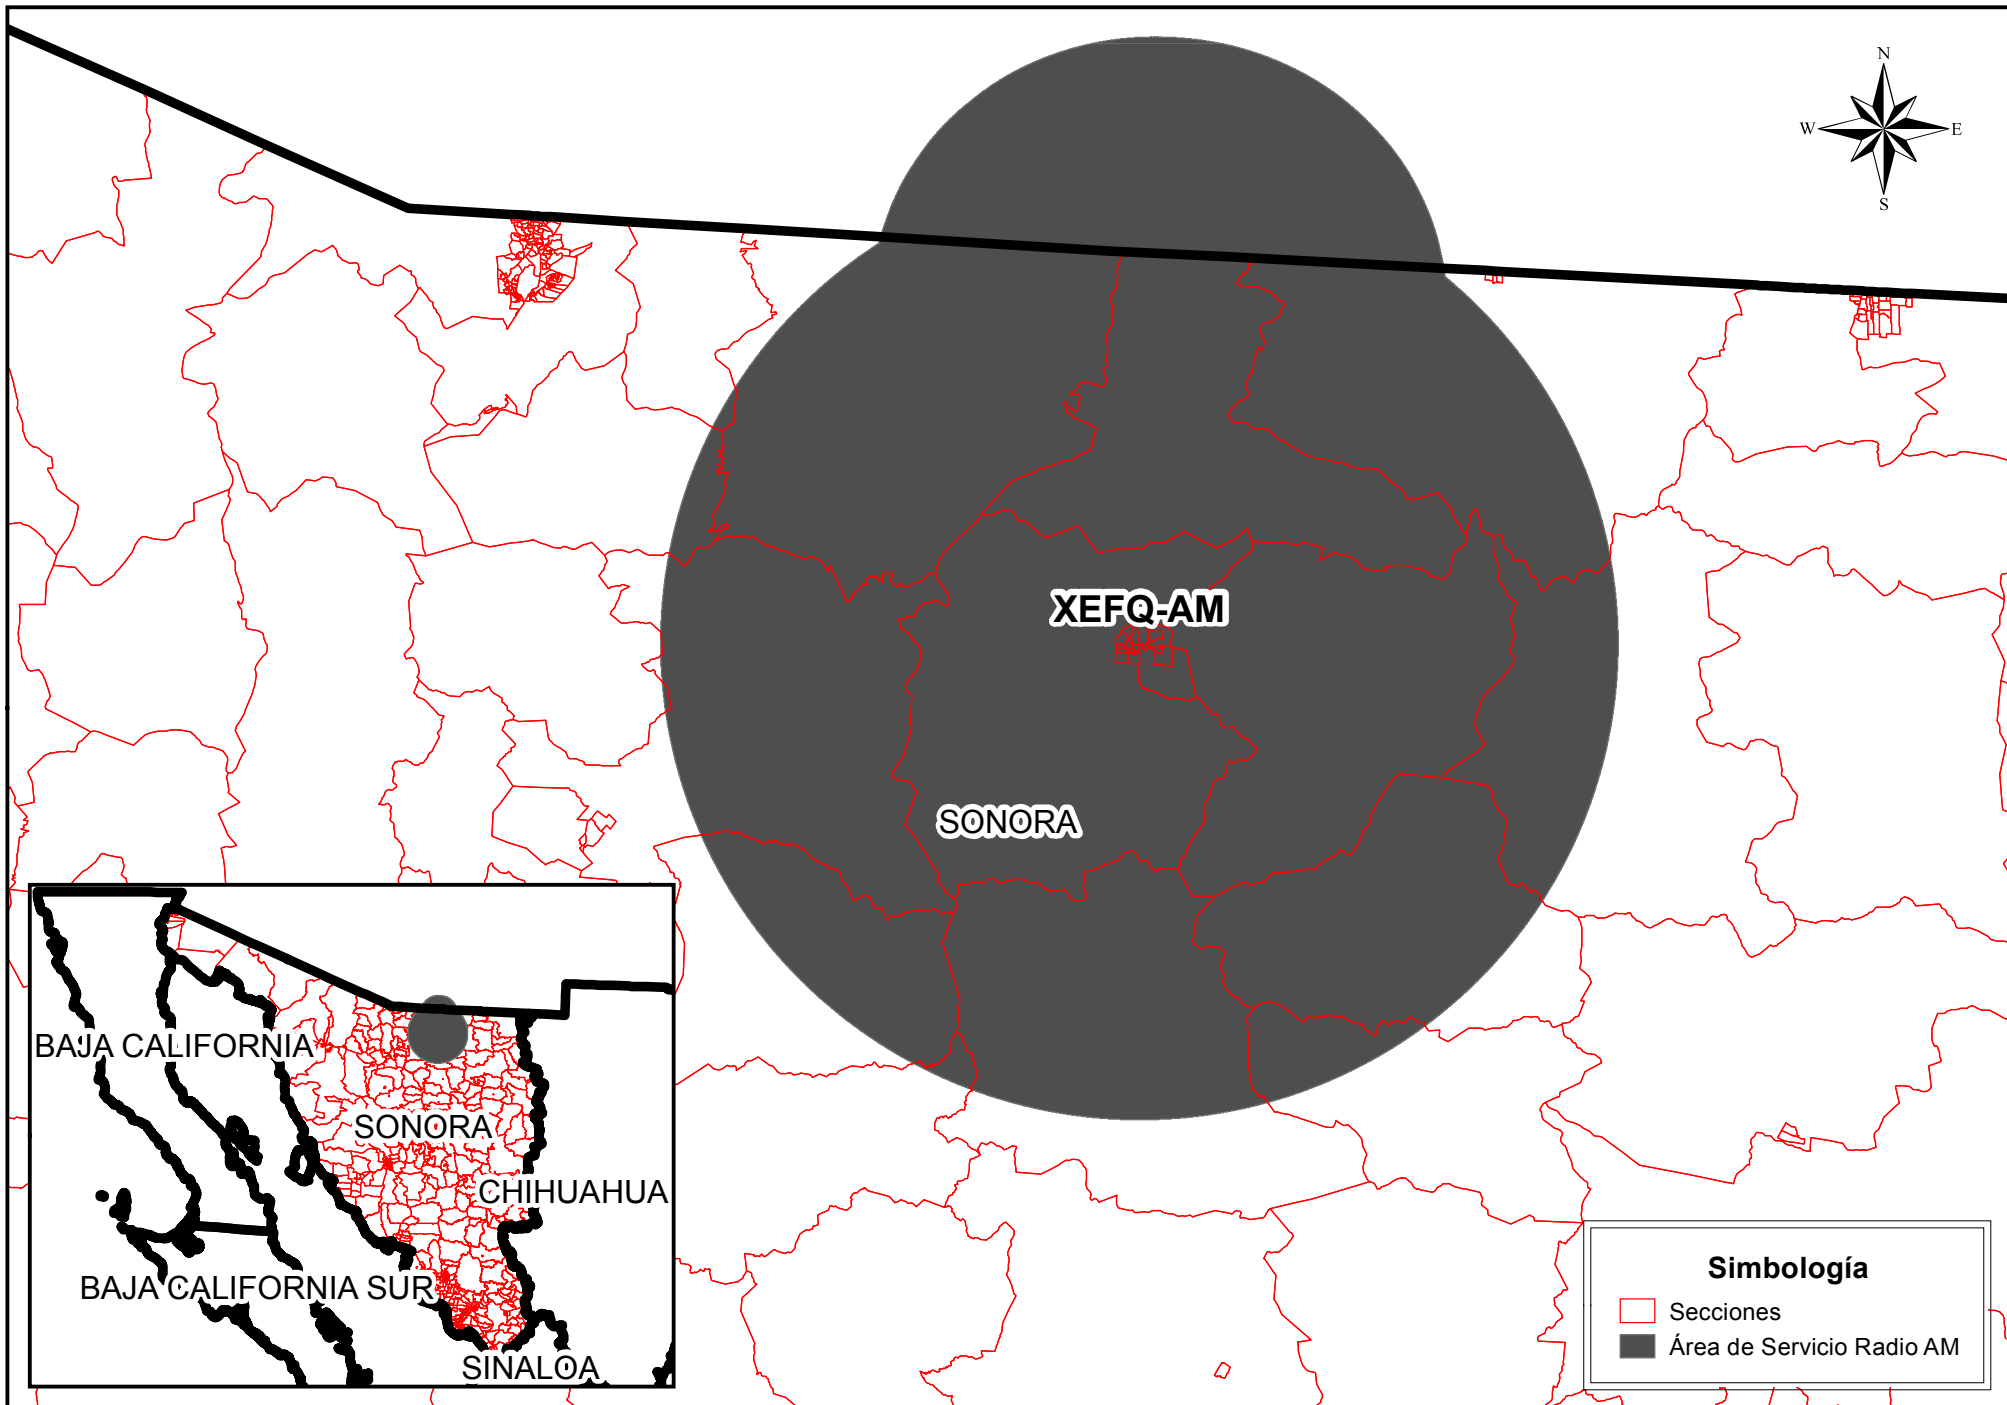 N
W
E
S
XEFQ-AM
SONORA
BAJA CALIFORNIA
SONORA
CHIHUAHUA
BAJA CALIFORNIA SUR
SINALOA
Simbología
Secciones
Área de Servicio Radio AM